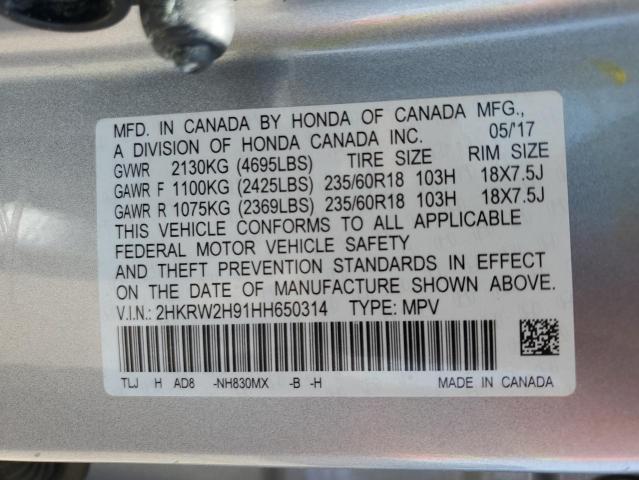 MFD. IN CANADA BY HONDA OF CANADA MFG.,
A DIVISION OF HONDA CANADA INC. 05/'17
GVWR 2130KG (4695LBS) TIRE SIZE RIM SIZE
GAWR F 1100KG (2425LBS) 235/60R18 103H 18X7.5J
GAWR R 1075KG (2369LBS) 235/60R18 103H 18X7.5J
THIS VEHICLE CONFORMS TO ALL APPLICABLE
FEDERAL MOTOR VEHICLE SAFETY
AND THEFT PREVENTION STANDARDS IN EFFECT
ON THE DATE OF MANUFACTURE SHOWN ABOVE.
V.I.N.: 2HKRW2H91HH650314 TYPE: MPV
TLJ H AD8 -NH830MX -B -H MADE IN CANADA